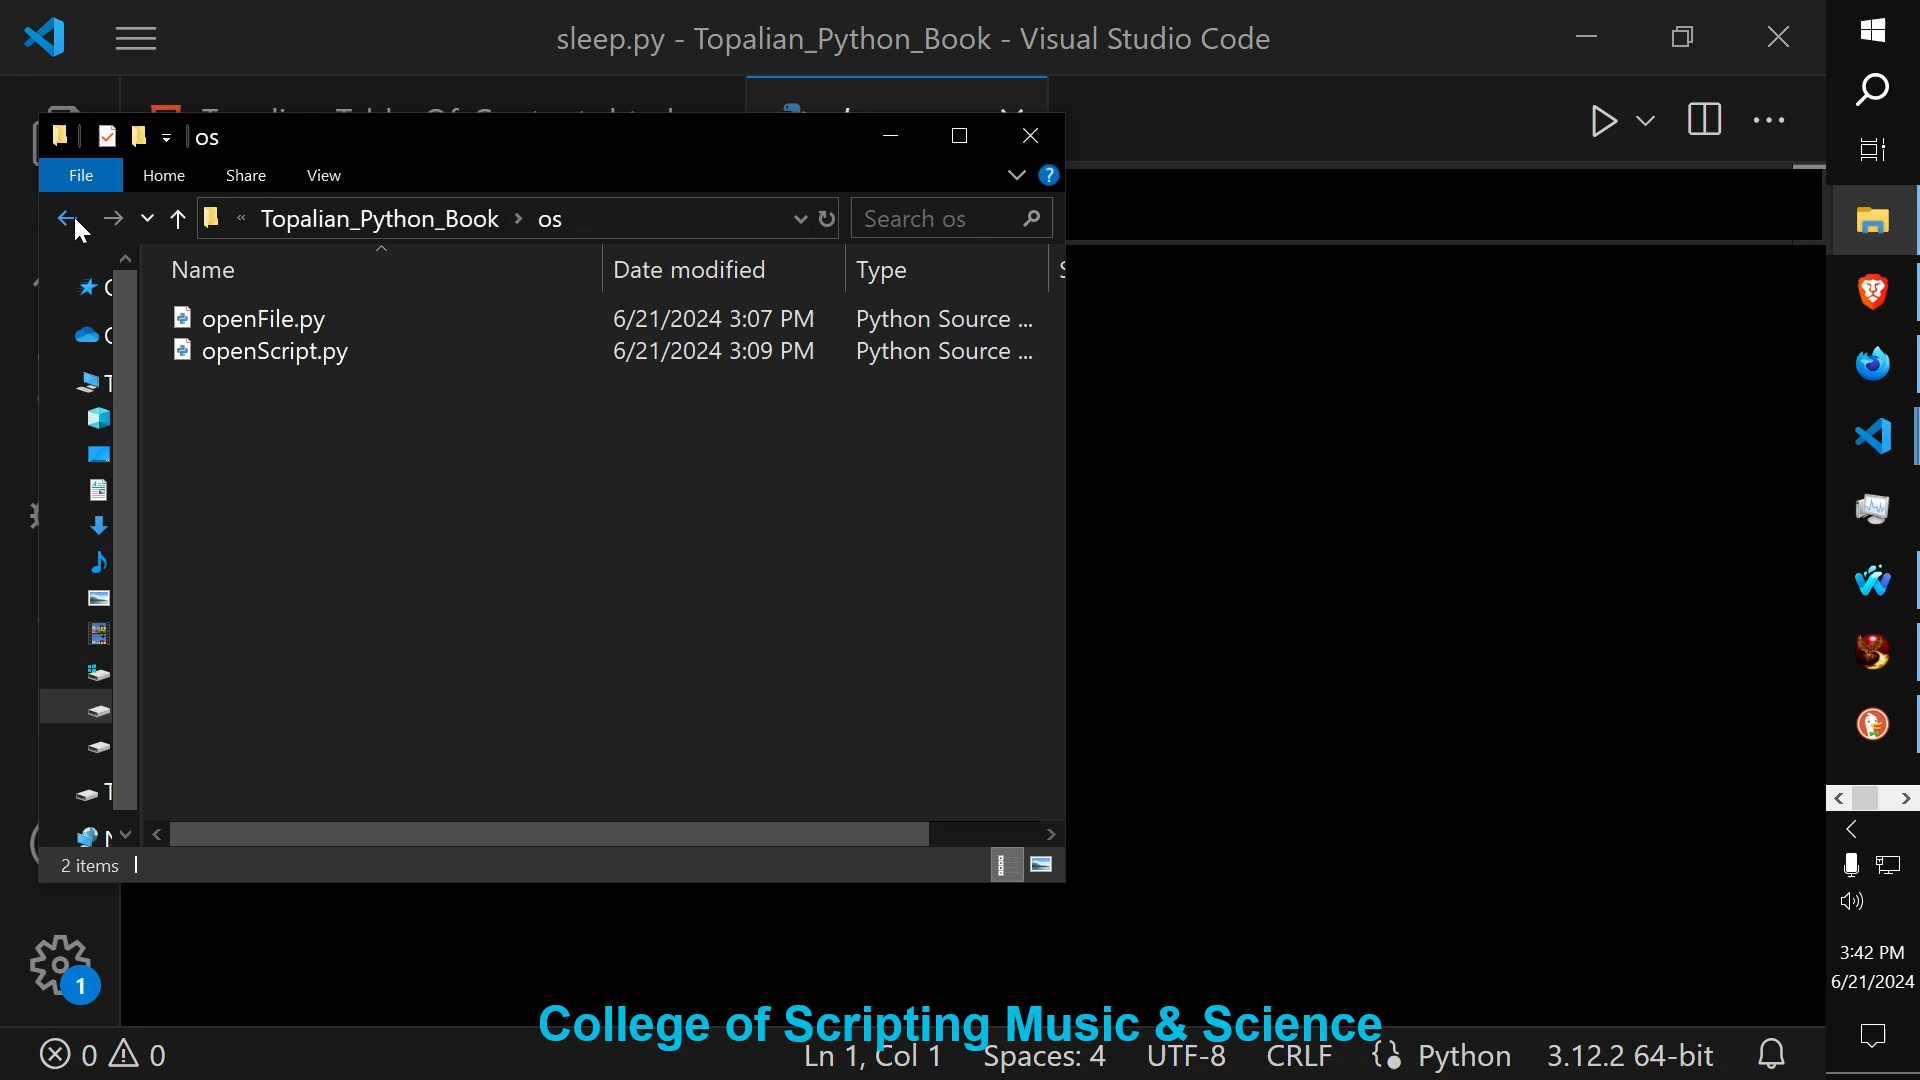 sleep.py - Topalian_Python_Book - Visual Studio Code
os
File Home Share View
?
« Topalian_Python_Book > os
Search os
Name Date modified Type
openFile.py 6/21/2024 3:07 PM Python Source ...
openScript.py 6/21/2024 3:09 PM Python Source ...
2 items
3:42 PM
6/21/2024
1
College of Scripting Music & Science
0 0 Ln 1, Col 1 Spaces: 4 UTF-8 CRLF Python 3.12.2 64-bit